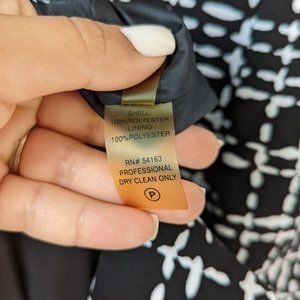 SHELL:
100%POLYESTER
LINING
100%POLYESTER
RN# 54163
PROFESSIONAL
DRY CLEAN ONLY
P